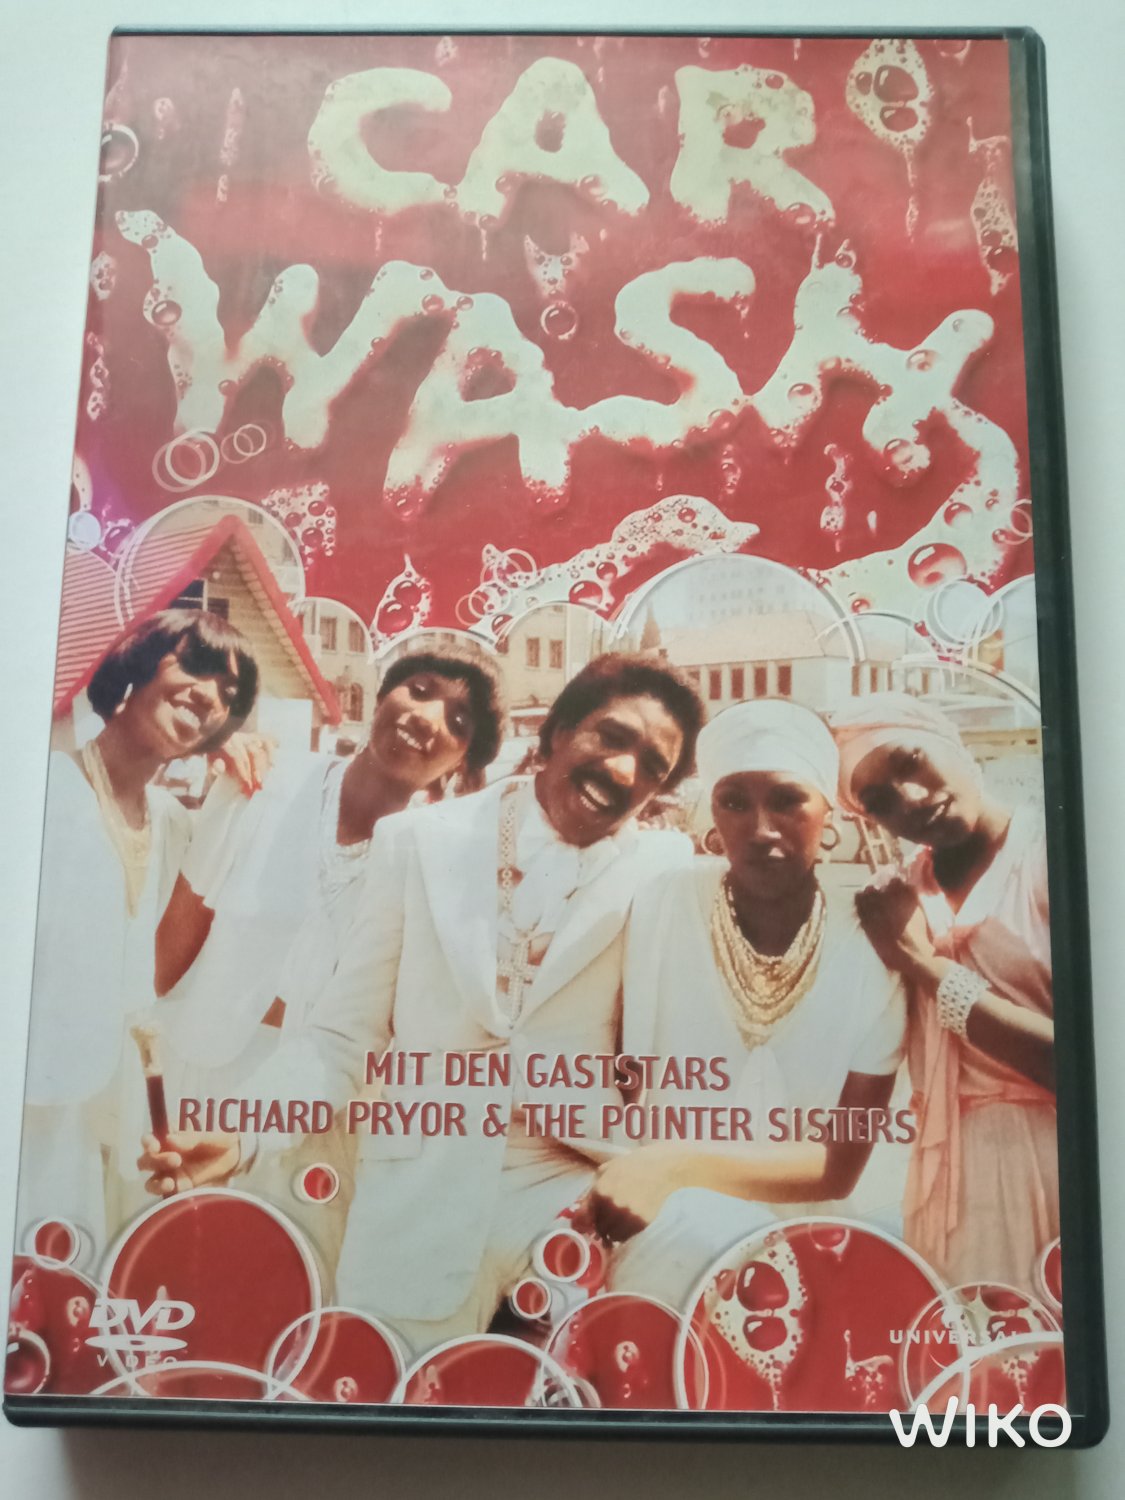 CAR
WASH
MiT DEN GASTSTARS
RiCHARD PRYOR & THE POiNTER SiSTERS
DVD
VIDEO
UNIVERSAL
WIKO